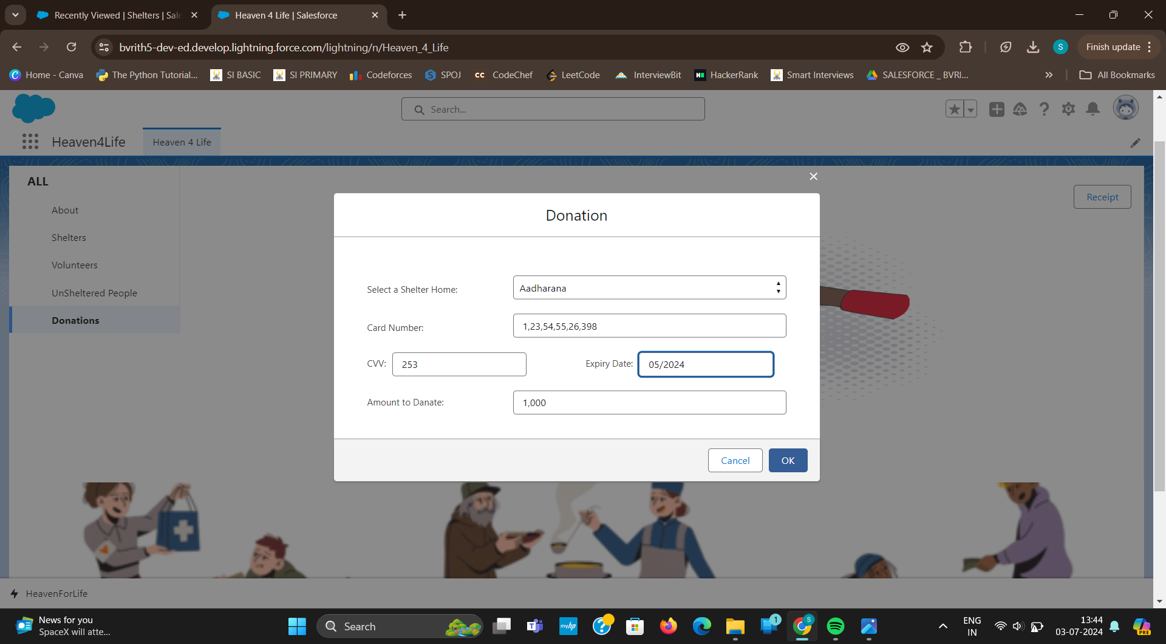 Recently Viewed | Shelters | Sal
Heaven 4 Life | Salesforce
bvrith5-dev-ed.develop.lightning.force.com/lightning/n/Heaven_4_Life
S
Finish update
Home - Canva
The Python Tutorial...
SI BASIC
SI PRIMARY
Codeforces
SPOJ
CodeChef
LeetCode
InterviewBit
HackerRank
Smart Interviews
SALESFORCE _ BVRI...
All Bookmarks
Search...
Heaven4Life
Heaven 4 Life
ALL
About
Shelters
Volunteers
UnSheltered People
Donations
Receipt
Donation
Select a Shelter Home:
Aadharana
Card Number:
1,23,54,55,26,398
CVV:
253
Expiry Date:
05/2024
Amount to Danate:
1,000
Cancel
OK
HeavenForLife
News for you
SpaceX will atte...
Search
ENG
IN
13:44
03-07-2024